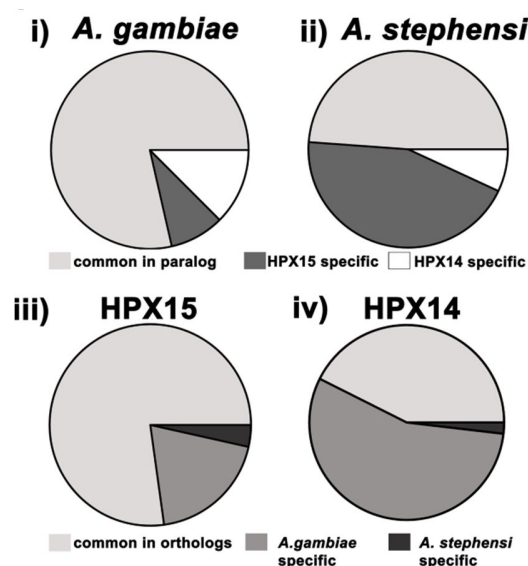 i) A. gambiae ii) A. stephensi
common in paralog HPX15 specific HPX14 specific
iii) HPX15 iv) HPX14
common in orthologs A.gambiae specific A. stephensi specific